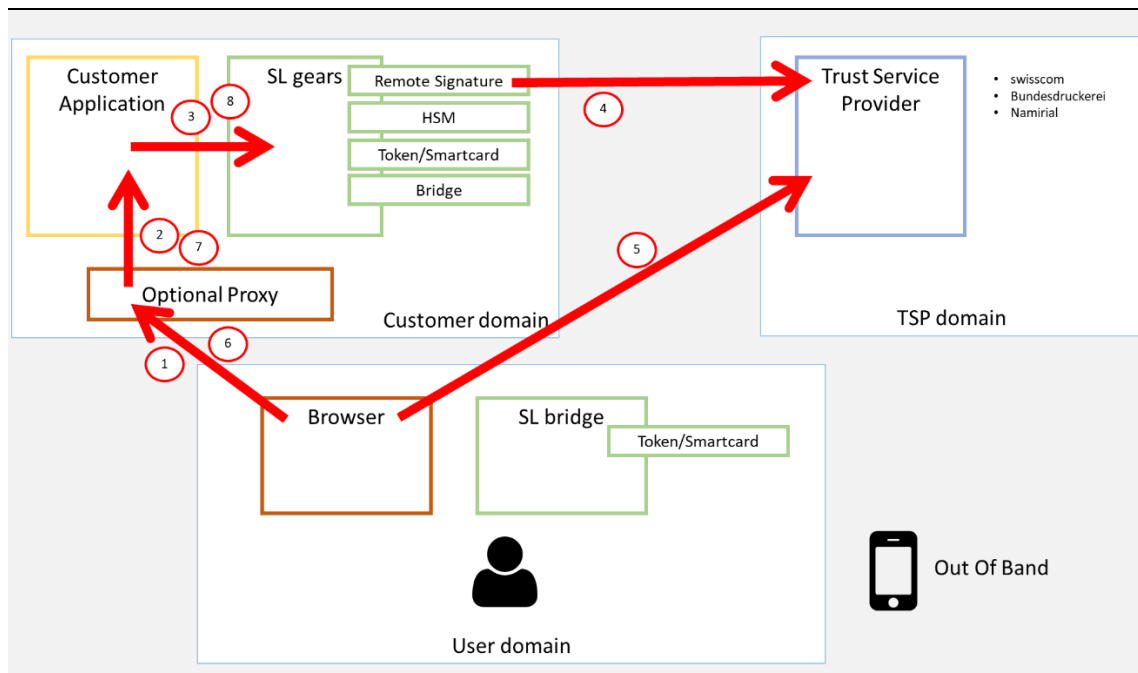 Customer
Application
SL gears
Remote Signature
HSM
Token/Smartcard
Bridge
3
8
4
Trust Service
Provider
• swisscom
• Bundesdruckerei
• Namirial
2
7
5
Optional Proxy
Customer domain
TSP domain
1
6
Browser
SL bridge
Token/Smartcard
Out Of Band
User domain